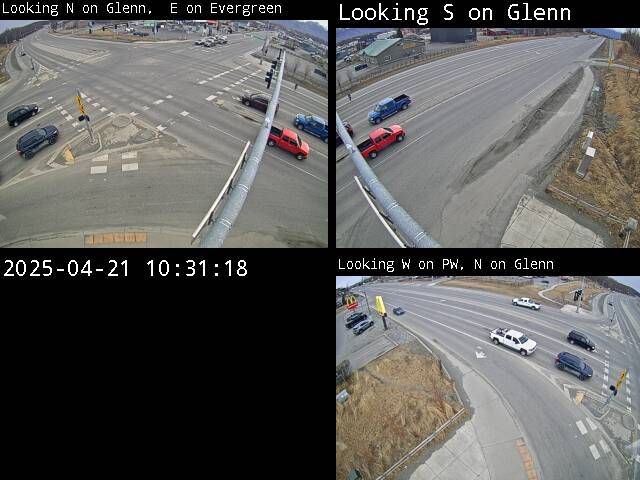 Looking N on Glenn,  E on Evergreen
Looking S on Glenn
2025-04-21 10:31:18
Looking W on PW, N on Glenn